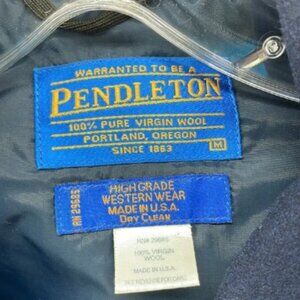 WARRANTED TO BE A
PENDLETON
100% PURE VIRGIN WOOL
PORTLAND, OREGON
SINCE 1863
M
HIGH GRADE
WESTERN WEAR
MADE IN U.S.A.
DRY CLEAN
RN 29685
RN# 29685
100% VIRGIN
WOOL
MADE IN U.S.A.